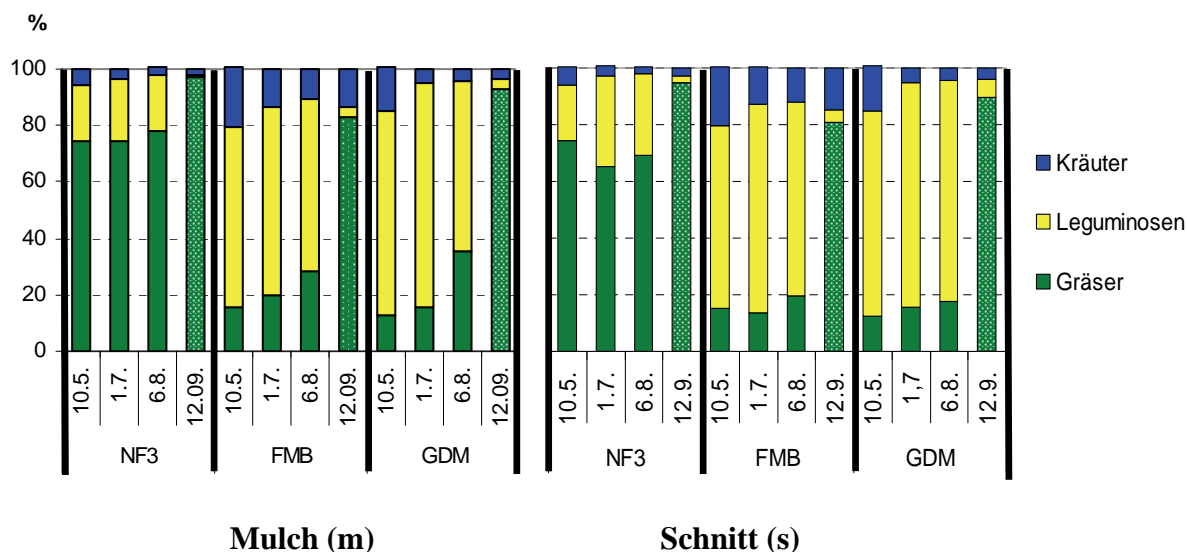 %
100
80
60
40
20
0
10.5. 1.7. 6.8. 12.09. 10.5. 1.7. 6.8. 12.09. 10.5. 1.7. 6.8. 12.09. 10.5. 1.7. 6.8. 12.9. 10.5. 1.7. 6.8. 12.9. 10.5. 1,7 6.8. 12.9.
NF3 FMB GDM NF3 FMB GDM
Kräuter
Leguminosen
Gräser
Mulch (m) Schnitt (s)